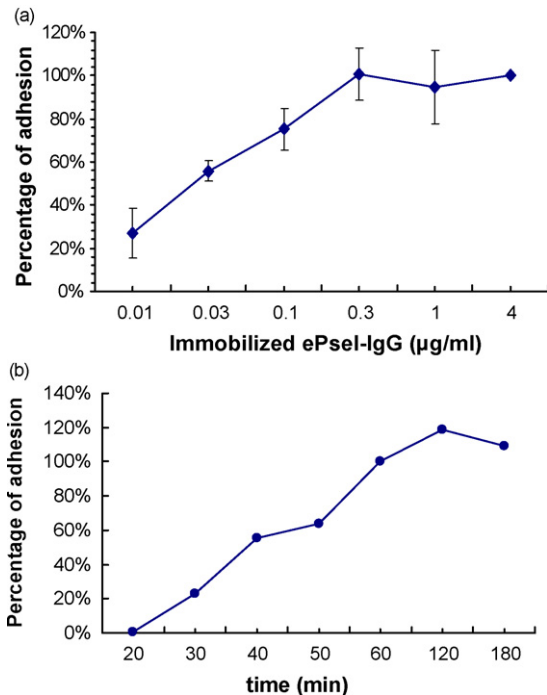 (a)
120%
100%
80%
60%
40%
20%
0%
Percentage of adhesion
0.01 0.03 0.1 0.3 1 4
Immobilized ePsel-IgG (µg/ml)
(b)
140%
120%
100%
80%
60%
40%
20%
0%
Percentage of adhesion
20 30 40 50 60 120 180
time (min)